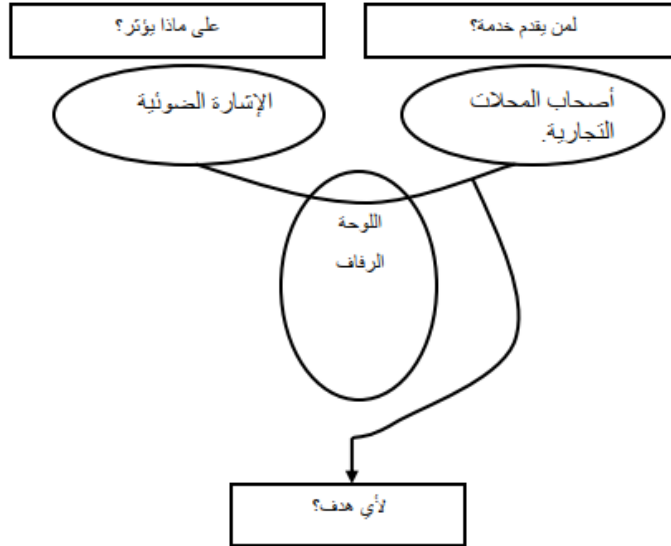 لمن يقدم خدمة؟
على ماذا يؤثر؟
أصحاب المحلات
التجارية.
الإشارة الضوئية
اللوحة
الرفاف
لأي هدف؟